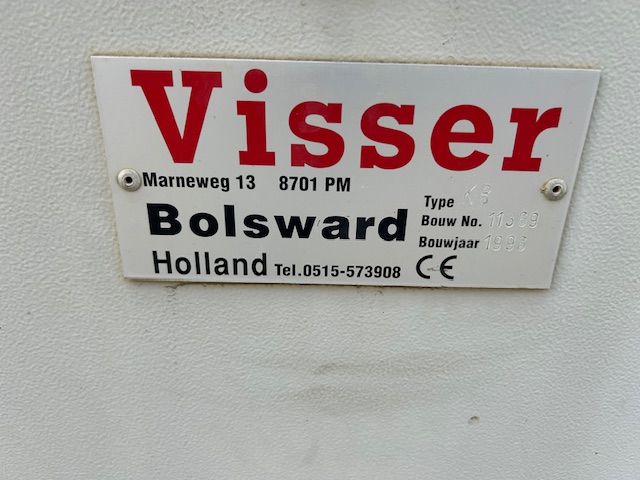 Visser
Marneweg 13 8701 PM
Bolsward
Holland Tel.0515-573908
Type
Bouw No.
Bouwjaar
CE